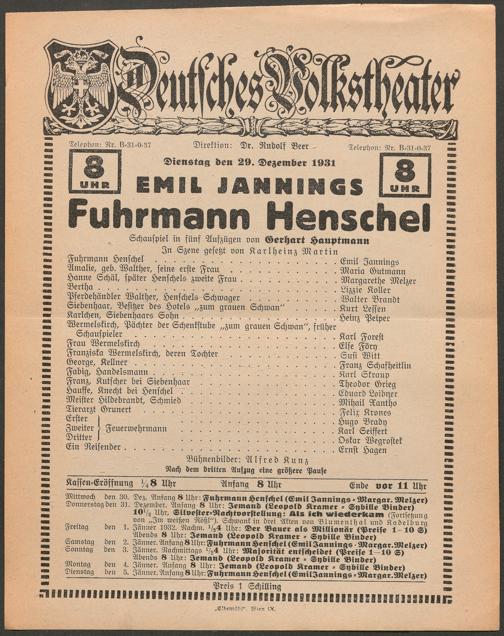 Deutsches Volkstheater
Telephon: Nr. B-31-0-37 Direktion: Dr. Rudolf Beer Telephon: Nr. B-31-0-37
8 UHR
Dienstag den 29. Dezember 1931
8 UHR
EMIL JANNINGS
Fuhrmann Henschel
Schauspiel in fünf Aufzügen von Gerhart Hauptmann
In Szene gesetzt von Karlheinz Martin
Fuhrmann Henschel Emil Jannings
Amalie, geb. Walther, seine erste Frau Maria Gutmann
Hanne Schäl, später Henschels zweite Frau Margarethe Melzer
Bertha Lizzie Koller
Pferdehändler Walther, Henschels Schwager Walter Brandt
Siebenhaar, Besitzer des Hotels „zum grauen Schwan“ Kurt Lessen
Karlchen, Siebenhaars Sohn Heinz Peiper
Wermelskirch, Pächter der Schenkstube „zum grauen Schwan“, früher
Schauspieler Karl Forest
Frau Wermelskirch Else Föry
Franziska Wermelskirch, deren Tochter Susi Witt
George, Kellner Franz Schafheitlin
Fabig, Handelsmann Karl Skraup
Franz, Kutscher bei Siebenhaar Theodor Grieg
Hauffe, Knecht bei Henschel Eduard Loibner
Meister Hildebrandt, Schmied Mihail Xantho
Tierarzt Grunert Felix Krones
Erster Hugo Brady
Zweiter Feuerwehrmann Karl Seifert
Dritter Oskar Wegrostek
Ein Reisender Ernst Hagen
Bühnenbilder: Alfred Kunz
Nach dem dritten Aufzug eine größere Pause
Kassen-Eröffnung ¼8 Uhr Anfang 8 Uhr Ende vor 11 Uhr
Mittwoch den 30. Dez. Anfang 8 Uhr: Fuhrmann Henschel (Emil Jannings - Margar. Melzer)
Donnerstag den 31. Dezember. Anfang 8 Uhr: Jemand (Leopold Kramer - Sybille Binder)
10¼ Uhr, Silvester-Nachtvorstellung: Als ich wiederkam (Fortsetzung
von „Im weißen Rößl“). Schwank in drei Akten von Blumenthal und Kadelburg
Freitag den 1. Jänner 1932. Nachm. ¾4 Uhr: Der Bauer als Millionär (Preise 1—10 S)
Abends 8 Uhr: Jemand (Leopold Kramer - Sybille Binder)
Samstag den 2. Jänner. Anfang 8 Uhr: Fuhrmann Henschel (Emil Jannings - Margar. Melzer)
Sonntag den 3. Jänner. Nachmittags ¼4 Uhr: Majorität entscheidet (Preise 1—10 S)
Abends 8 Uhr: Jemand (Leopold Kramer - Sybille Binder)
Montag den 4. Jänner. Anfang 8 Uhr: Jemand (Leopold Kramer - Sybille Binder)
Dienstag den 5. Jänner. Anfang 8 Uhr: Fuhrmann Henschel (Emil Jannings - Margar. Melzer)
Preis 1 Schilling
„Elbemühl“, Wien IX.